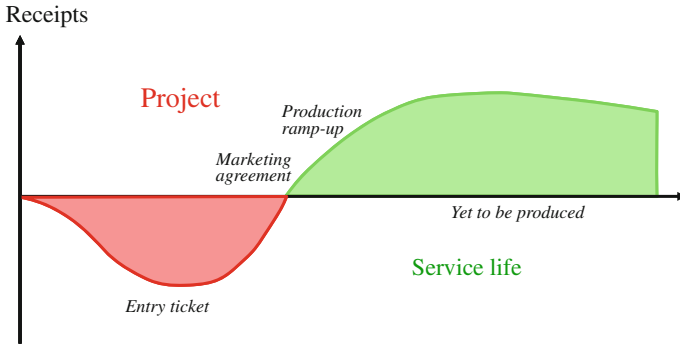 Receipts
Project
Production
ramp-up
Marketing
agreement
Yet to be produced
Service life
Entry ticket